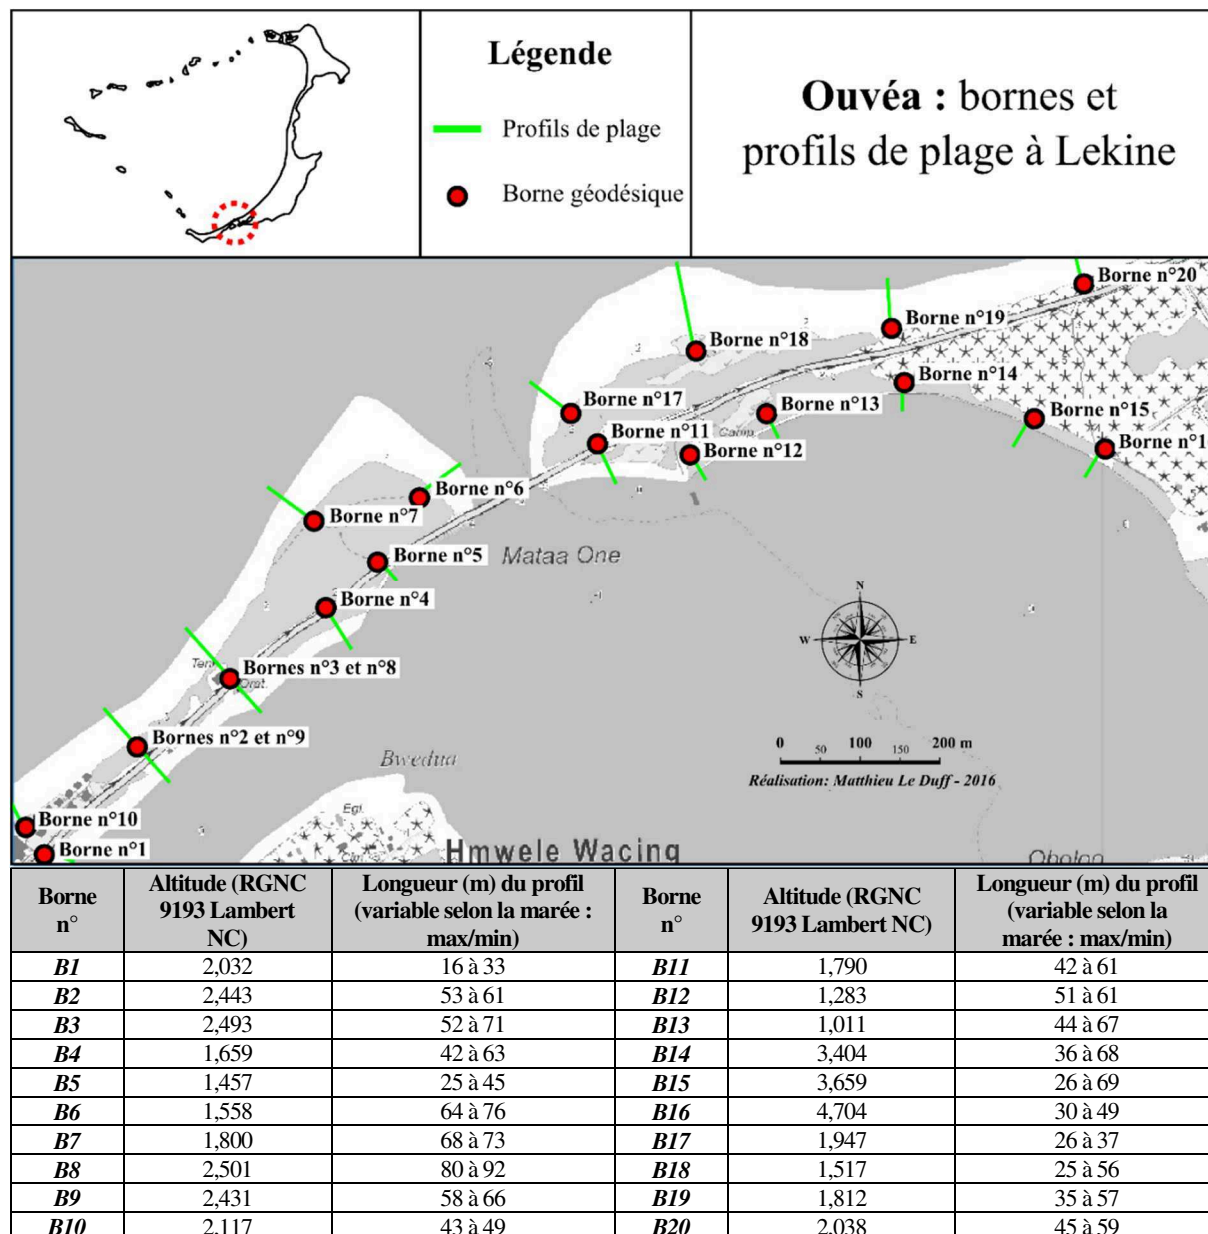 Légende
Profils de plage
Borne géodésique
Ouvéa : bornes et
profils de plage à Lekine
Borne n°20
Borne n°19
Borne n°18
Borne n°14
Borne n°17
Borne n°13
Borne n°15
Borne n°11
Camp.
Borne n°12
Borne n°1
Borne n°6
Borne n°7
Borne n°5
Mataa One
Borne n°4
N
W
E
S
Bornes n°3 et n°8
Bornes n°2 et n°9
Bwedua
0 50 100 150 200 m
Réalisation: Matthieu Le Duff - 2016
Egl.
Borne n°10
Borne n°1
Hmwele Wacing
Borne n° | Altitude (RGNC 9193 Lambert NC) | Longueur (m) du profil (variable selon la marée : max/min) | Borne n° | Altitude (RGNC 9193 Lambert NC) | Longueur (m) du profil (variable selon la marée : max/min)
B1 2,032 16 à 33 B11 1,790 42 à 61
B2 2,443 53 à 61 B12 1,283 51 à 61
B3 2,493 52 à 71 B13 1,011 44 à 67
B4 1,659 42 à 63 B14 3,404 36 à 68
B5 1,457 25 à 45 B15 3,659 26 à 69
B6 1,558 64 à 76 B16 4,704 30 à 49
B7 1,800 68 à 73 B17 1,947 26 à 37
B8 2,501 80 à 92 B18 1,517 25 à 56
B9 2,431 58 à 66 B19 1,812 35 à 57
B10 2,117 43 à 49 B20 2,038 45 à 59